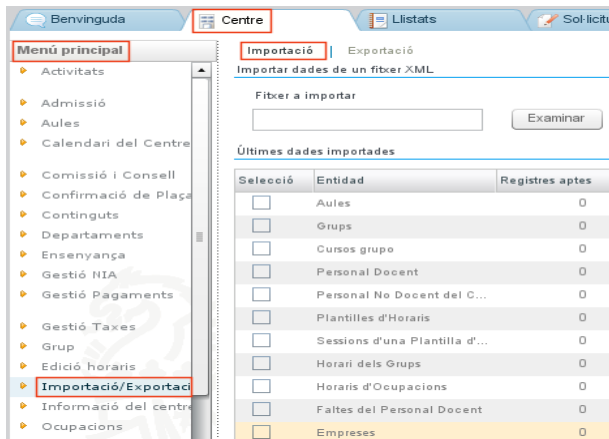 Benvinguda
Centre
Llistats
Sol·licitu
Menú principal
Activitats
Admissió
Aules
Calendari del Centre
Comissió i Consell
Confirmació de Plaça
Continguts
Departaments
Ensenyança
Gestió NIA
Gestió Pagaments
Gestió Taxes
Grup
Edició horaris
Importació/Exportaci
Informació del centre
Ocupacions
Importació | Exportació
Importar dades de un fitxer XML
Fitxer a importar
Examinar
Últimes dades importades
Selecció Entidad Registres aptes
Aules 0
Grups 0
Cursos grupo 0
Personal Docent 0
Personal No Docent del C... 0
Plantilles d'Horaris 0
Sessions d'una Plantilla d'... 0
Horari dels Grups 0
Horaris d'Ocupacions 0
Faltes del Personal Docent 0
Empreses 0